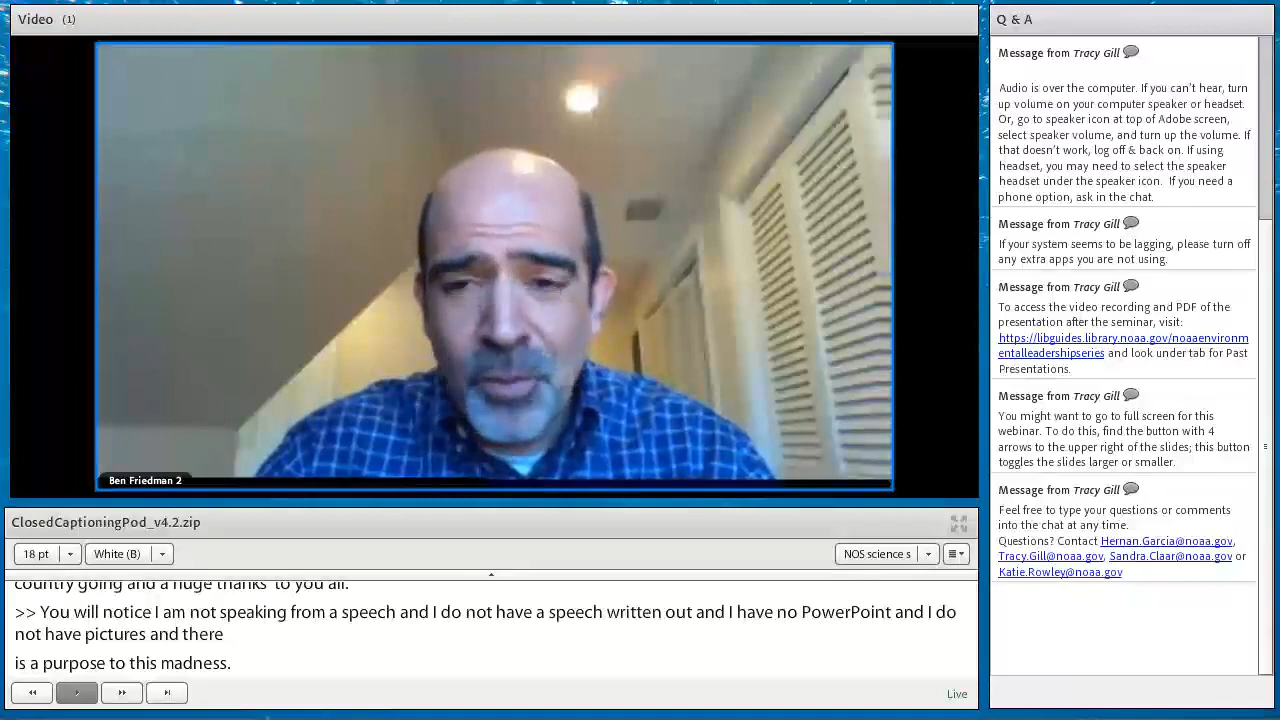 Video (1)
Ben Friedman 2
ClosedCaptioningPod_v4.2.zip
18 pt
White (B)
NOS science s
country going and a huge thanks to you all.
>> You will notice I am not speaking from a speech and I do not have a speech written out and I have no PowerPoint and I do
not have pictures and there
is a purpose to this madness.
Live
Q & A
Message from Tracy Gill
Audio is over the computer. If you can't hear, turn
up volume on your computer speaker or headset.
Or, go to speaker icon at top of Adobe screen,
select speaker volume, and turn up the volume. If
that doesn't work, log off & back on. If using
headset, you may need to select the speaker
headset under the speaker icon. If you need a
phone option, ask in the chat.
Message from Tracy Gill
If your system seems to be lagging, please turn off
any extra apps you are not using.
Message from Tracy Gill
To access the video recording and PDF of the
presentation after the seminar, visit:
https://libguides.library.noaa.gov/noaaenvironm
entalleadershipseries and look under tab for Past
Presentations.
Message from Tracy Gill
You might want to go to full screen for this
webinar. To do this, find the button with 4
arrows to the upper right of the slides; this button
toggles the slides larger or smaller.
Message from Tracy Gill
Feel free to type your questions or comments
into the chat at any time.
Questions? Contact Hernan.Garcia@noaa.gov,
Tracy.Gill@noaa.gov, Sandra.Claar@noaa.gov or
Katie.Rowley@noaa.gov